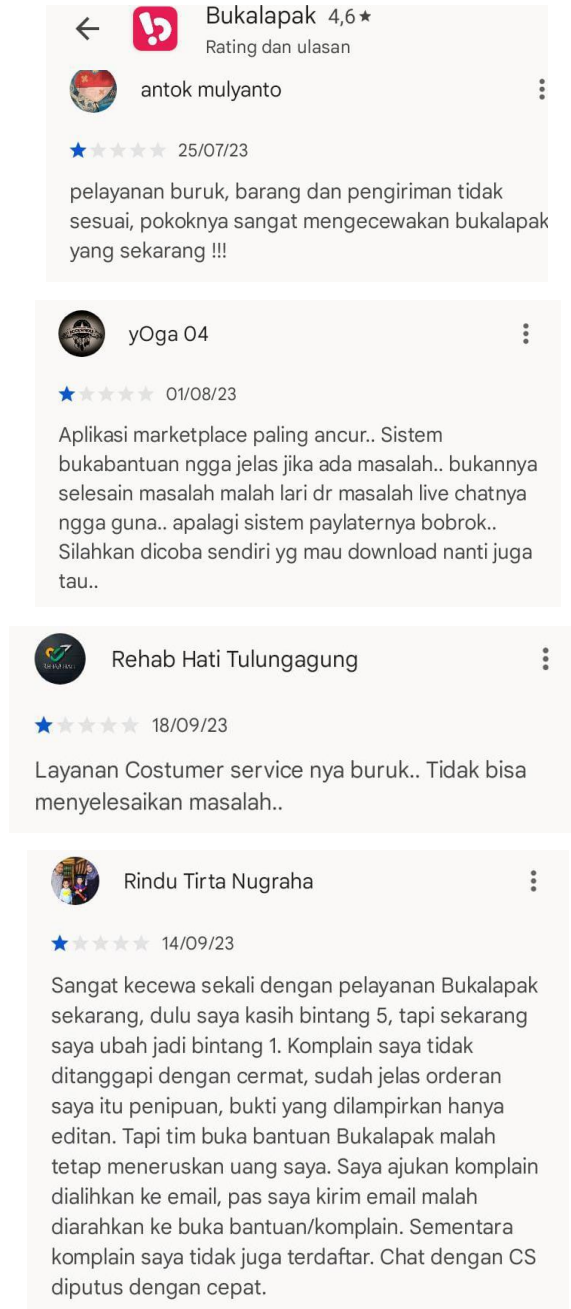 Bukalapak 4,6★
Rating dan ulasan
antok mulyanto
25/07/23
pelayanan buruk, barang dan pengiriman tidak
sesuai, pokoknya sangat mengecewakan bukalapak
yang sekarang !!!
yOga 04
01/08/23
Aplikasi marketplace paling ancur.. Sistem
bukabantuan ngga jelas jika ada masalah.. bukannya
selesain masalah malah lari dr masalah live chatnya
ngga guna.. apalagi sistem paylaternya bobrok..
Silahkan dicoba sendiri yg mau download nanti juga
tau..
Rehab Hati Tulungagung
18/09/23
Layanan Costumer service nya buruk.. Tidak bisa
menyelesaikan masalah..
Rindu Tirta Nugraha
14/09/23
Sangat kecewa sekali dengan pelayanan Bukalapak
sekarang, dulu saya kasih bintang 5, tapi sekarang
saya ubah jadi bintang 1. Komplain saya tidak
ditanggapi dengan cermat, sudah jelas orderan
saya itu penipuan, bukti yang dilampirkan hanya
editan. Tapi tim buka bantuan Bukalapak malah
tetap meneruskan uang saya. Saya ajukan komplain
dialihkan ke email, pas saya kirim email malah
diarahkan ke buka bantuan/komplain. Sementara
komplain saya tidak juga terdaftar. Chat dengan CS
diputus dengan cepat.